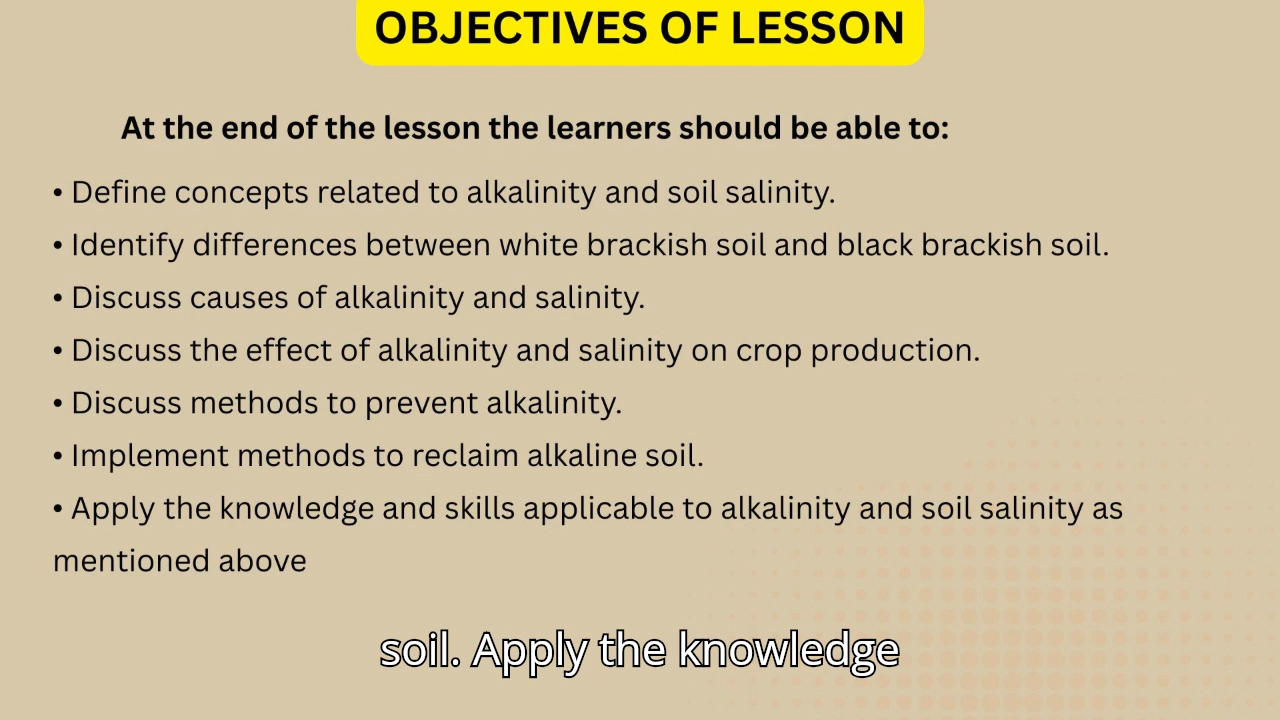 OBJECTIVES OF LESSON
At the end of the lesson the learners should be able to:
• Define concepts related to alkalinity and soil salinity.
• Identify differences between white brackish soil and black brackish soil.
• Discuss causes of alkalinity and salinity.
• Discuss the effect of alkalinity and salinity on crop production.
• Discuss methods to prevent alkalinity.
• Implement methods to reclaim alkaline soil.
• Apply the knowledge and skills applicable to alkalinity and soil salinity as
mentioned above
soil. Apply the knowledge